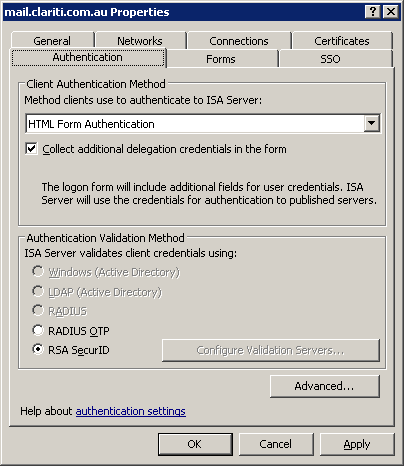 mail.clariti.com.au Properties
General Networks Connections Certificates
Authentication Forms SSO
Client Authentication Method
Method clients use to authenticate to ISA Server:
HTML Form Authentication
Collect additional delegation credentials in the form
The logon form will include additional fields for user credentials. ISA
Server will use the credentials for authentication to published servers.
Authentication Validation Method
ISA Server validates client credentials using:
Windows (Active Directory)
LDAP (Active Directory)
RADIUS
RADIUS OTP
RSA SecurID Configure Validation Servers...
Advanced...
Help about authentication settings
OK Cancel Apply